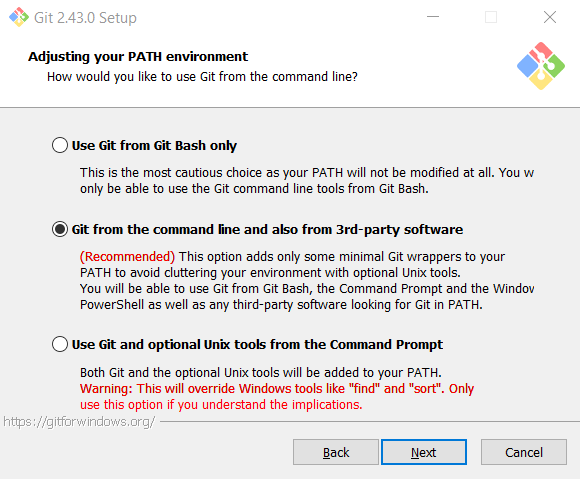 Git 2.43.0 Setup
Adjusting your PATH environment
How would you like to use Git from the command line?
Use Git from Git Bash only
This is the most cautious choice as your PATH will not be modified at all. You w
only be able to use the Git command line tools from Git Bash.
Git from the command line and also from 3rd-party software
(Recommended) This option adds only some minimal Git wrappers to your
PATH to avoid cluttering your environment with optional Unix tools.
You will be able to use Git from Git Bash, the Command Prompt and the Window
PowerShell as well as any third-party software looking for Git in PATH.
Use Git and optional Unix tools from the Command Prompt
Both Git and the optional Unix tools will be added to your PATH.
Warning: This will override Windows tools like "find" and "sort". Only
use this option if you understand the implications.
https://gitforwindows.org/
Back Next Cancel